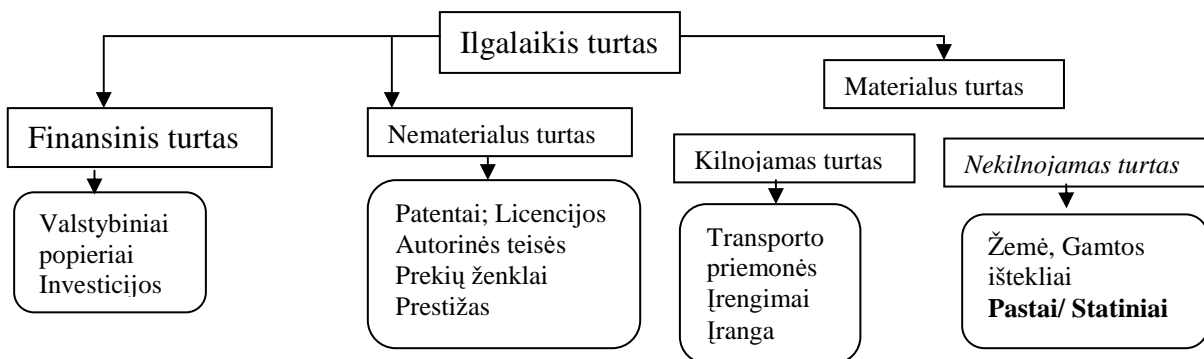 Ilgalaikis turtas
Materialus turtas
Finansinis turtas
Nematerialus turtas
Kilnojamas turtas
Nekilnojamas turtas
Valstybiniai
popieriai
Investicijos
Patentai; Licencijos
Autorinės teisės
Prekių ženklai
Prestižas
Transporto
priemonės
Įrengimai
Įranga
Žemė, Gamtos
ištekliai
Pastai/ Statiniai